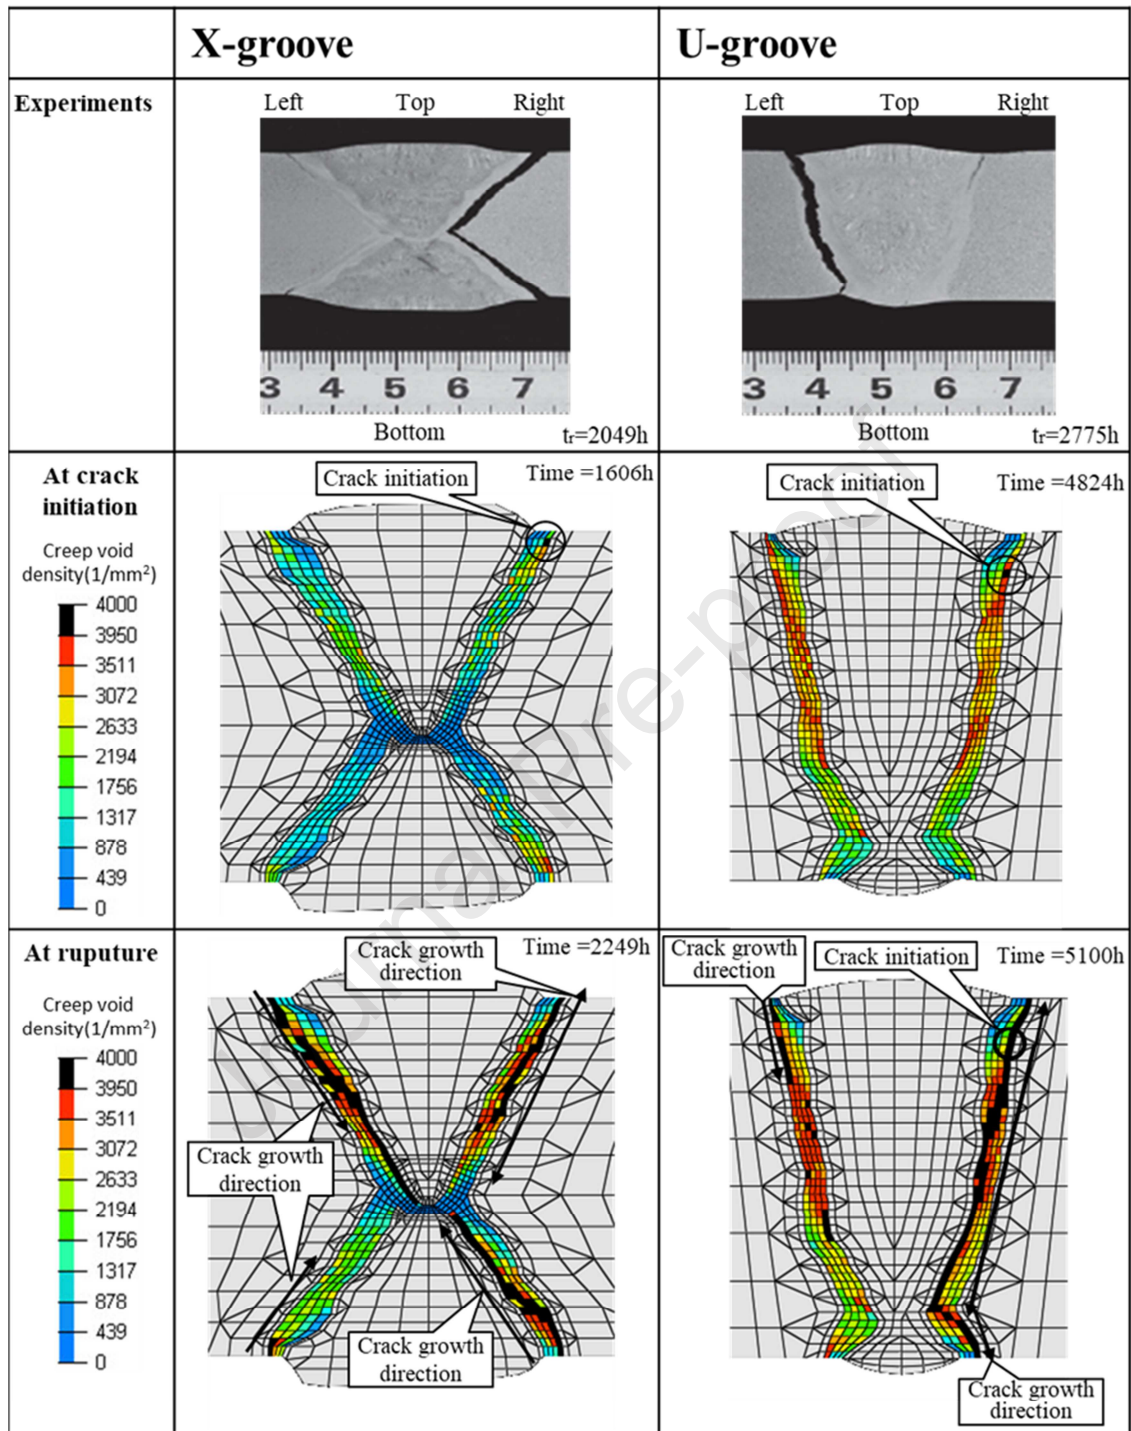 X-groove
U-groove
Experiments
Left Top Right
3 4 5 6 7
Bottom
tr=2049h
Left Top Right
3 4 5 6 7
Bottom
tr=2775h
At crack
initiation
Creep void
density(1/mm²)
4000
3950
3511
3072
2633
2194
1756
1317
878
439
0
Crack initiation
Time =1606h
Crack initiation
Time =4824h
At ruputure
Creep void
density(1/mm²)
4000
3950
3511
3072
2633
2194
1756
1317
878
439
0
Crack growth
direction
Time =2249h
Crack growth
direction
Crack growth
direction
Crack growth
direction
Crack initiation
Time =5100h
Crack growth
direction
Journal Pre-proof